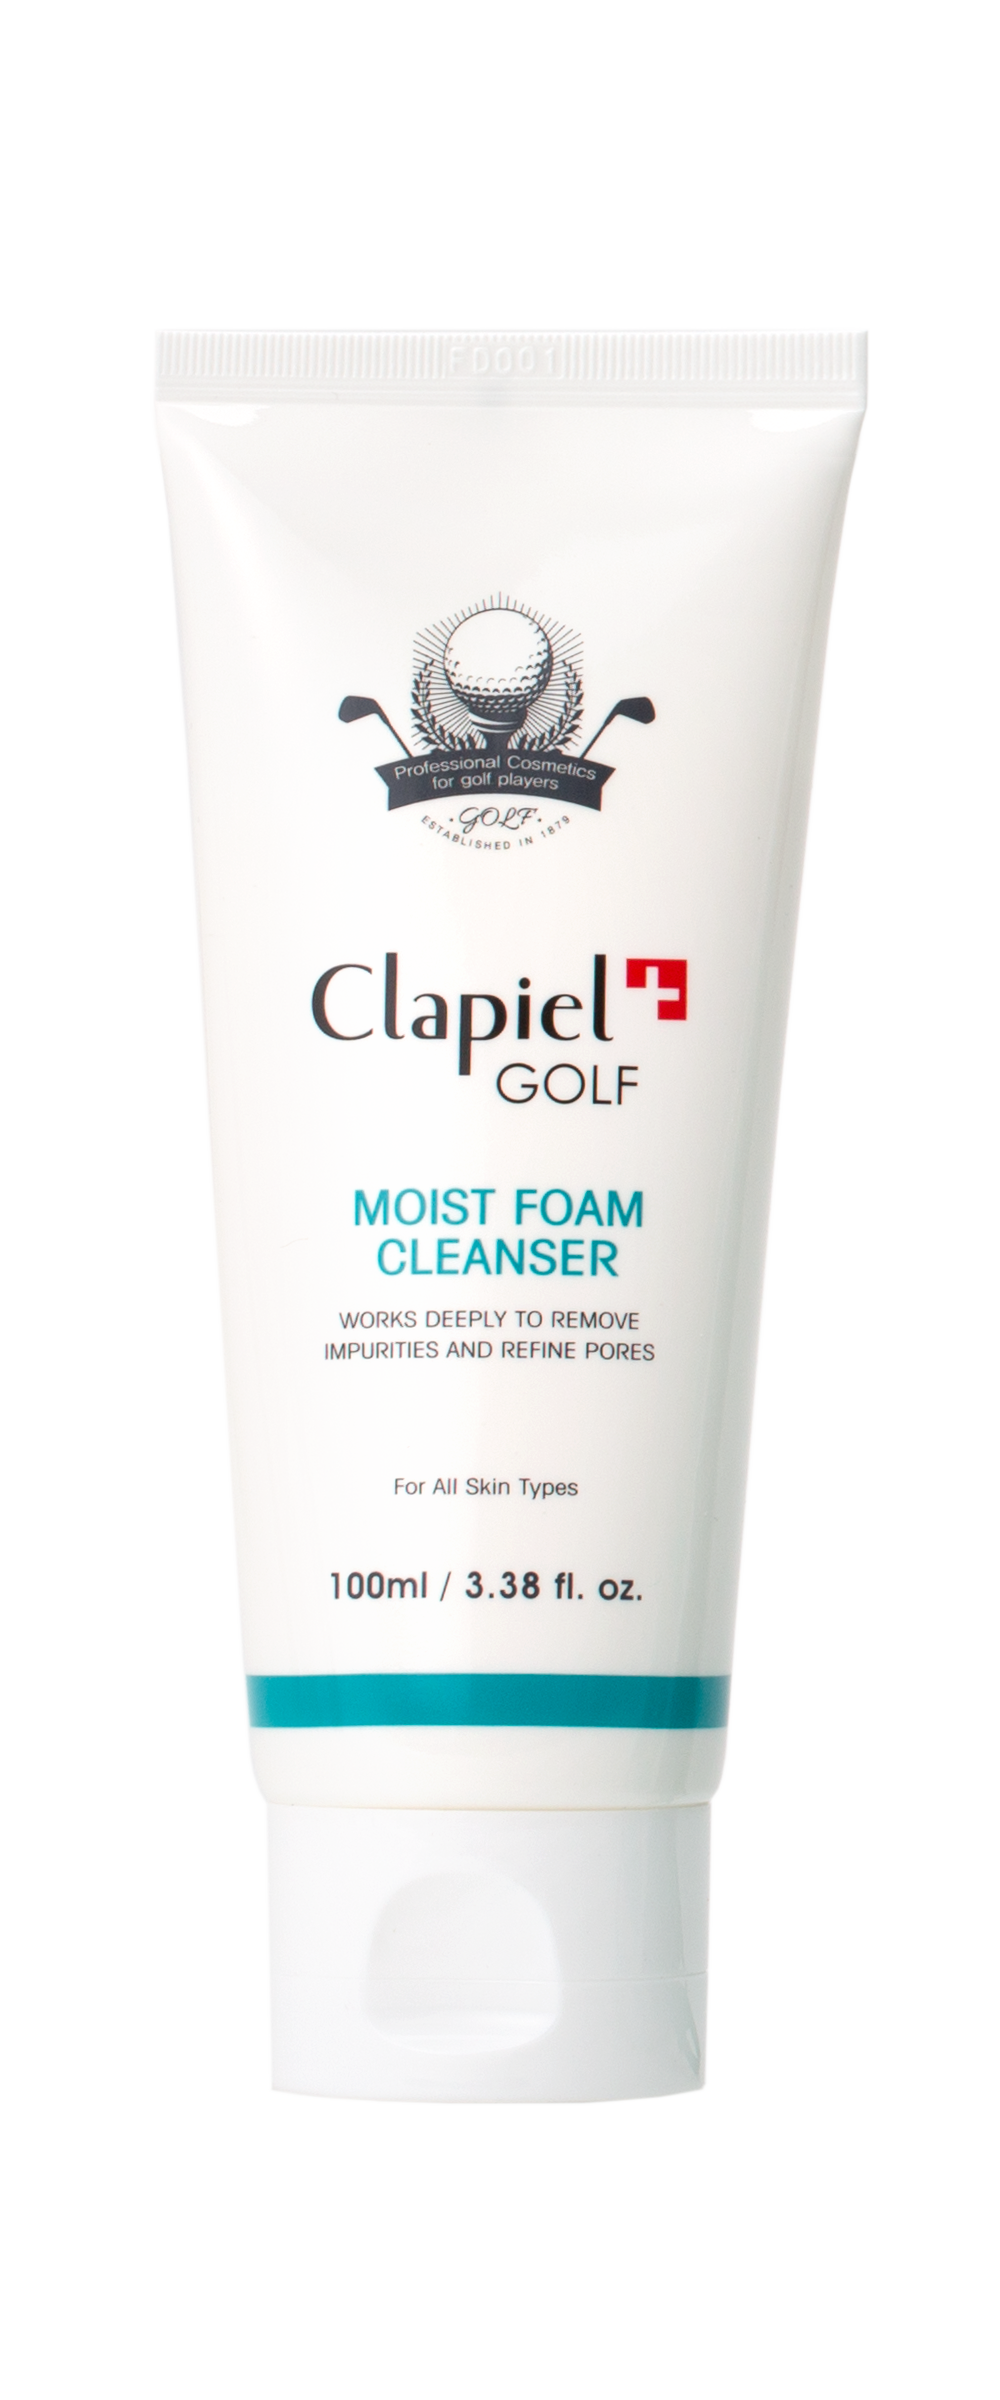 FD001
Professional Cosmetics
for golf players
·GOLF·
ESTABLISHED IN 1879
Clapiel
GOLF
MOIST FOAM
CLEANSER
WORKS DEEPLY TO REMOVE
IMPURITIES AND REFINE PORES
For All Skin Types
100ml / 3.38 fl. oz.